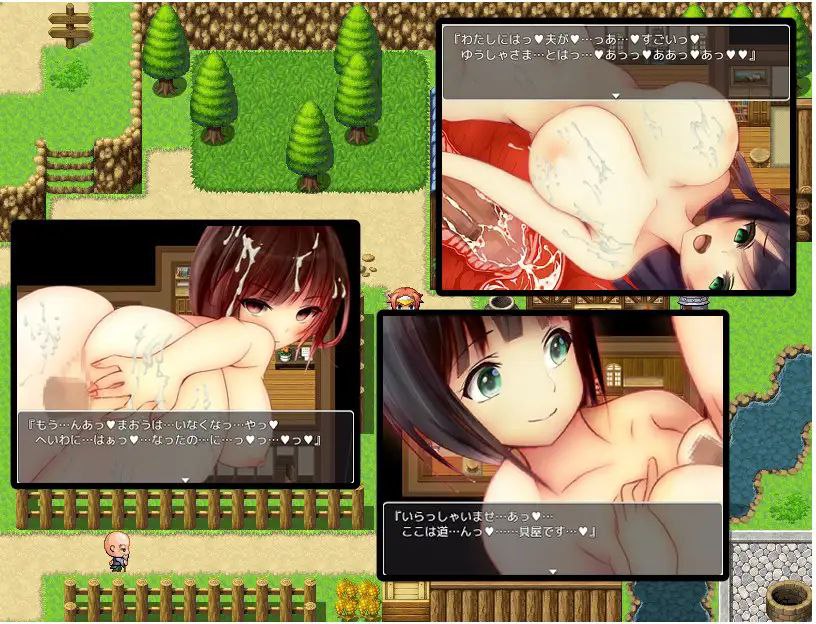 『わたしにはっ♥夫が♥…っあ…♥すごいっ♥
ゆうしゃさま…とはっ…♥あっっ♥ああっ♥あっ♥♥』
『もう…んあっ♥まおうは…いなくなっ…やっ♥
へいわに…はぁっ♥…なったの…に…っ♥っ…♥っ♥』
『いらっしゃいませ…あっ♥…
ここは道…んっ♥……具屋です…♥』